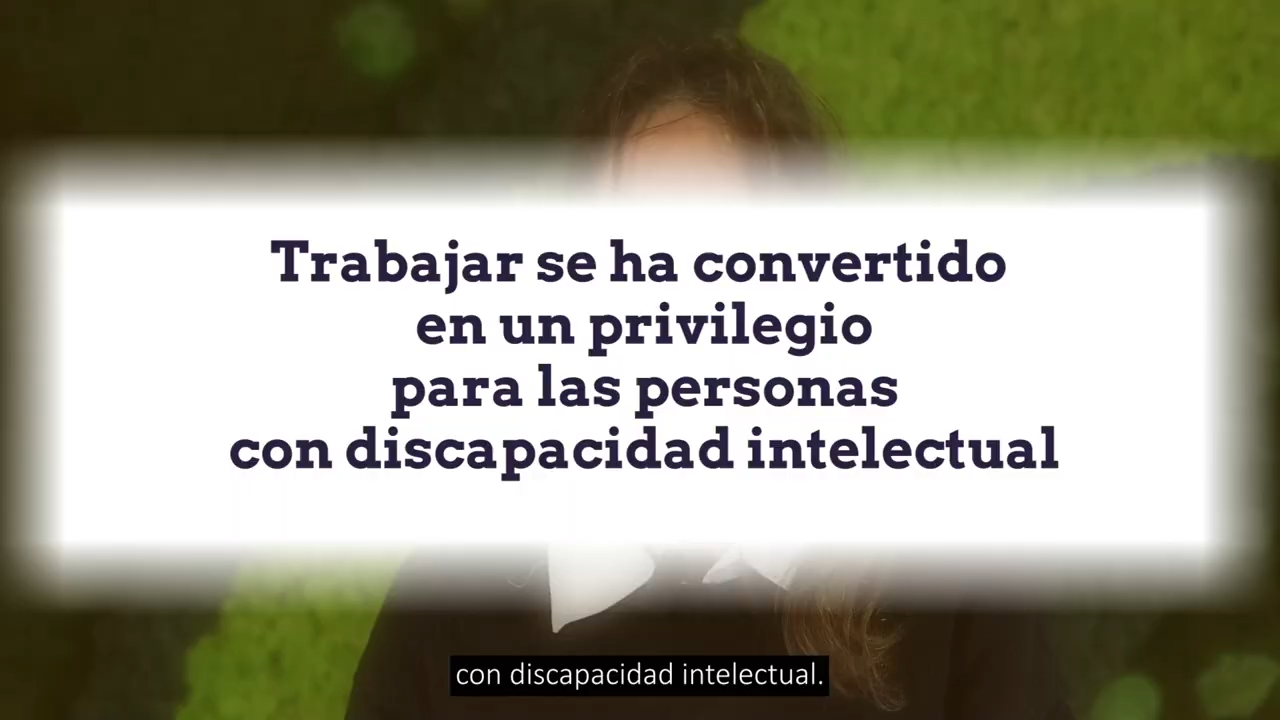 Trabajar se ha convertido
en un privilegio
para las personas
con discapacidad intelectual
con discapacidad intelectual.